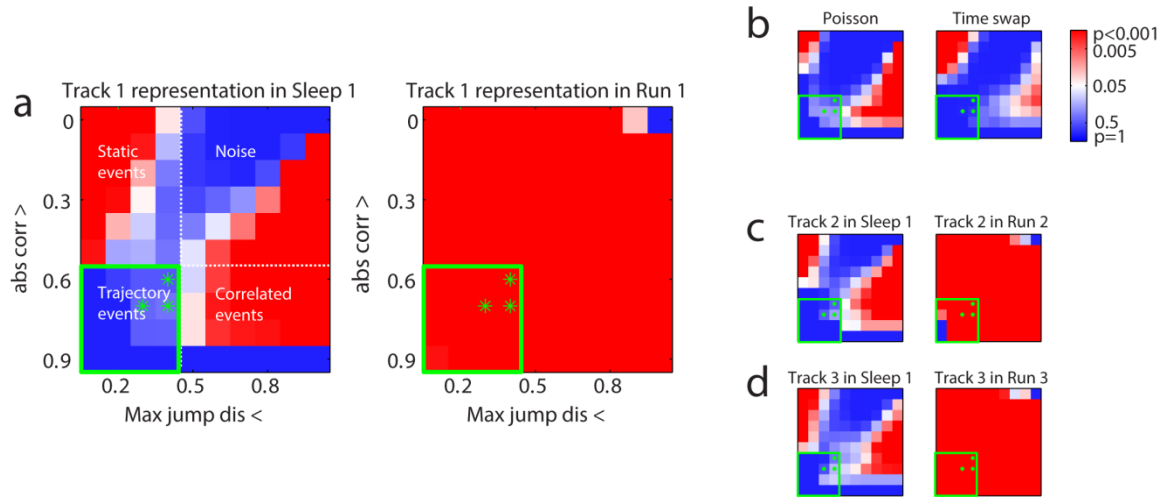 a
Track 1 representation in Sleep 1
Static
events
Noise
Trajectory
events
Correlated
events
abs corr >
0
0.3
0.6
0.9
0.2
0.5
0.8
Max jump dis <
Track 1 representation in Run 1
abs corr >
0
0.3
0.6
0.9
0.2
0.5
0.8
Max jump dis <
b
Poisson
Time swap
p<0.001
0.005
0.05
0.5
p=1
c
Track 2 in Sleep 1
Track 2 in Run 2
d
Track 3 in Sleep 1
Track 3 in Run 3